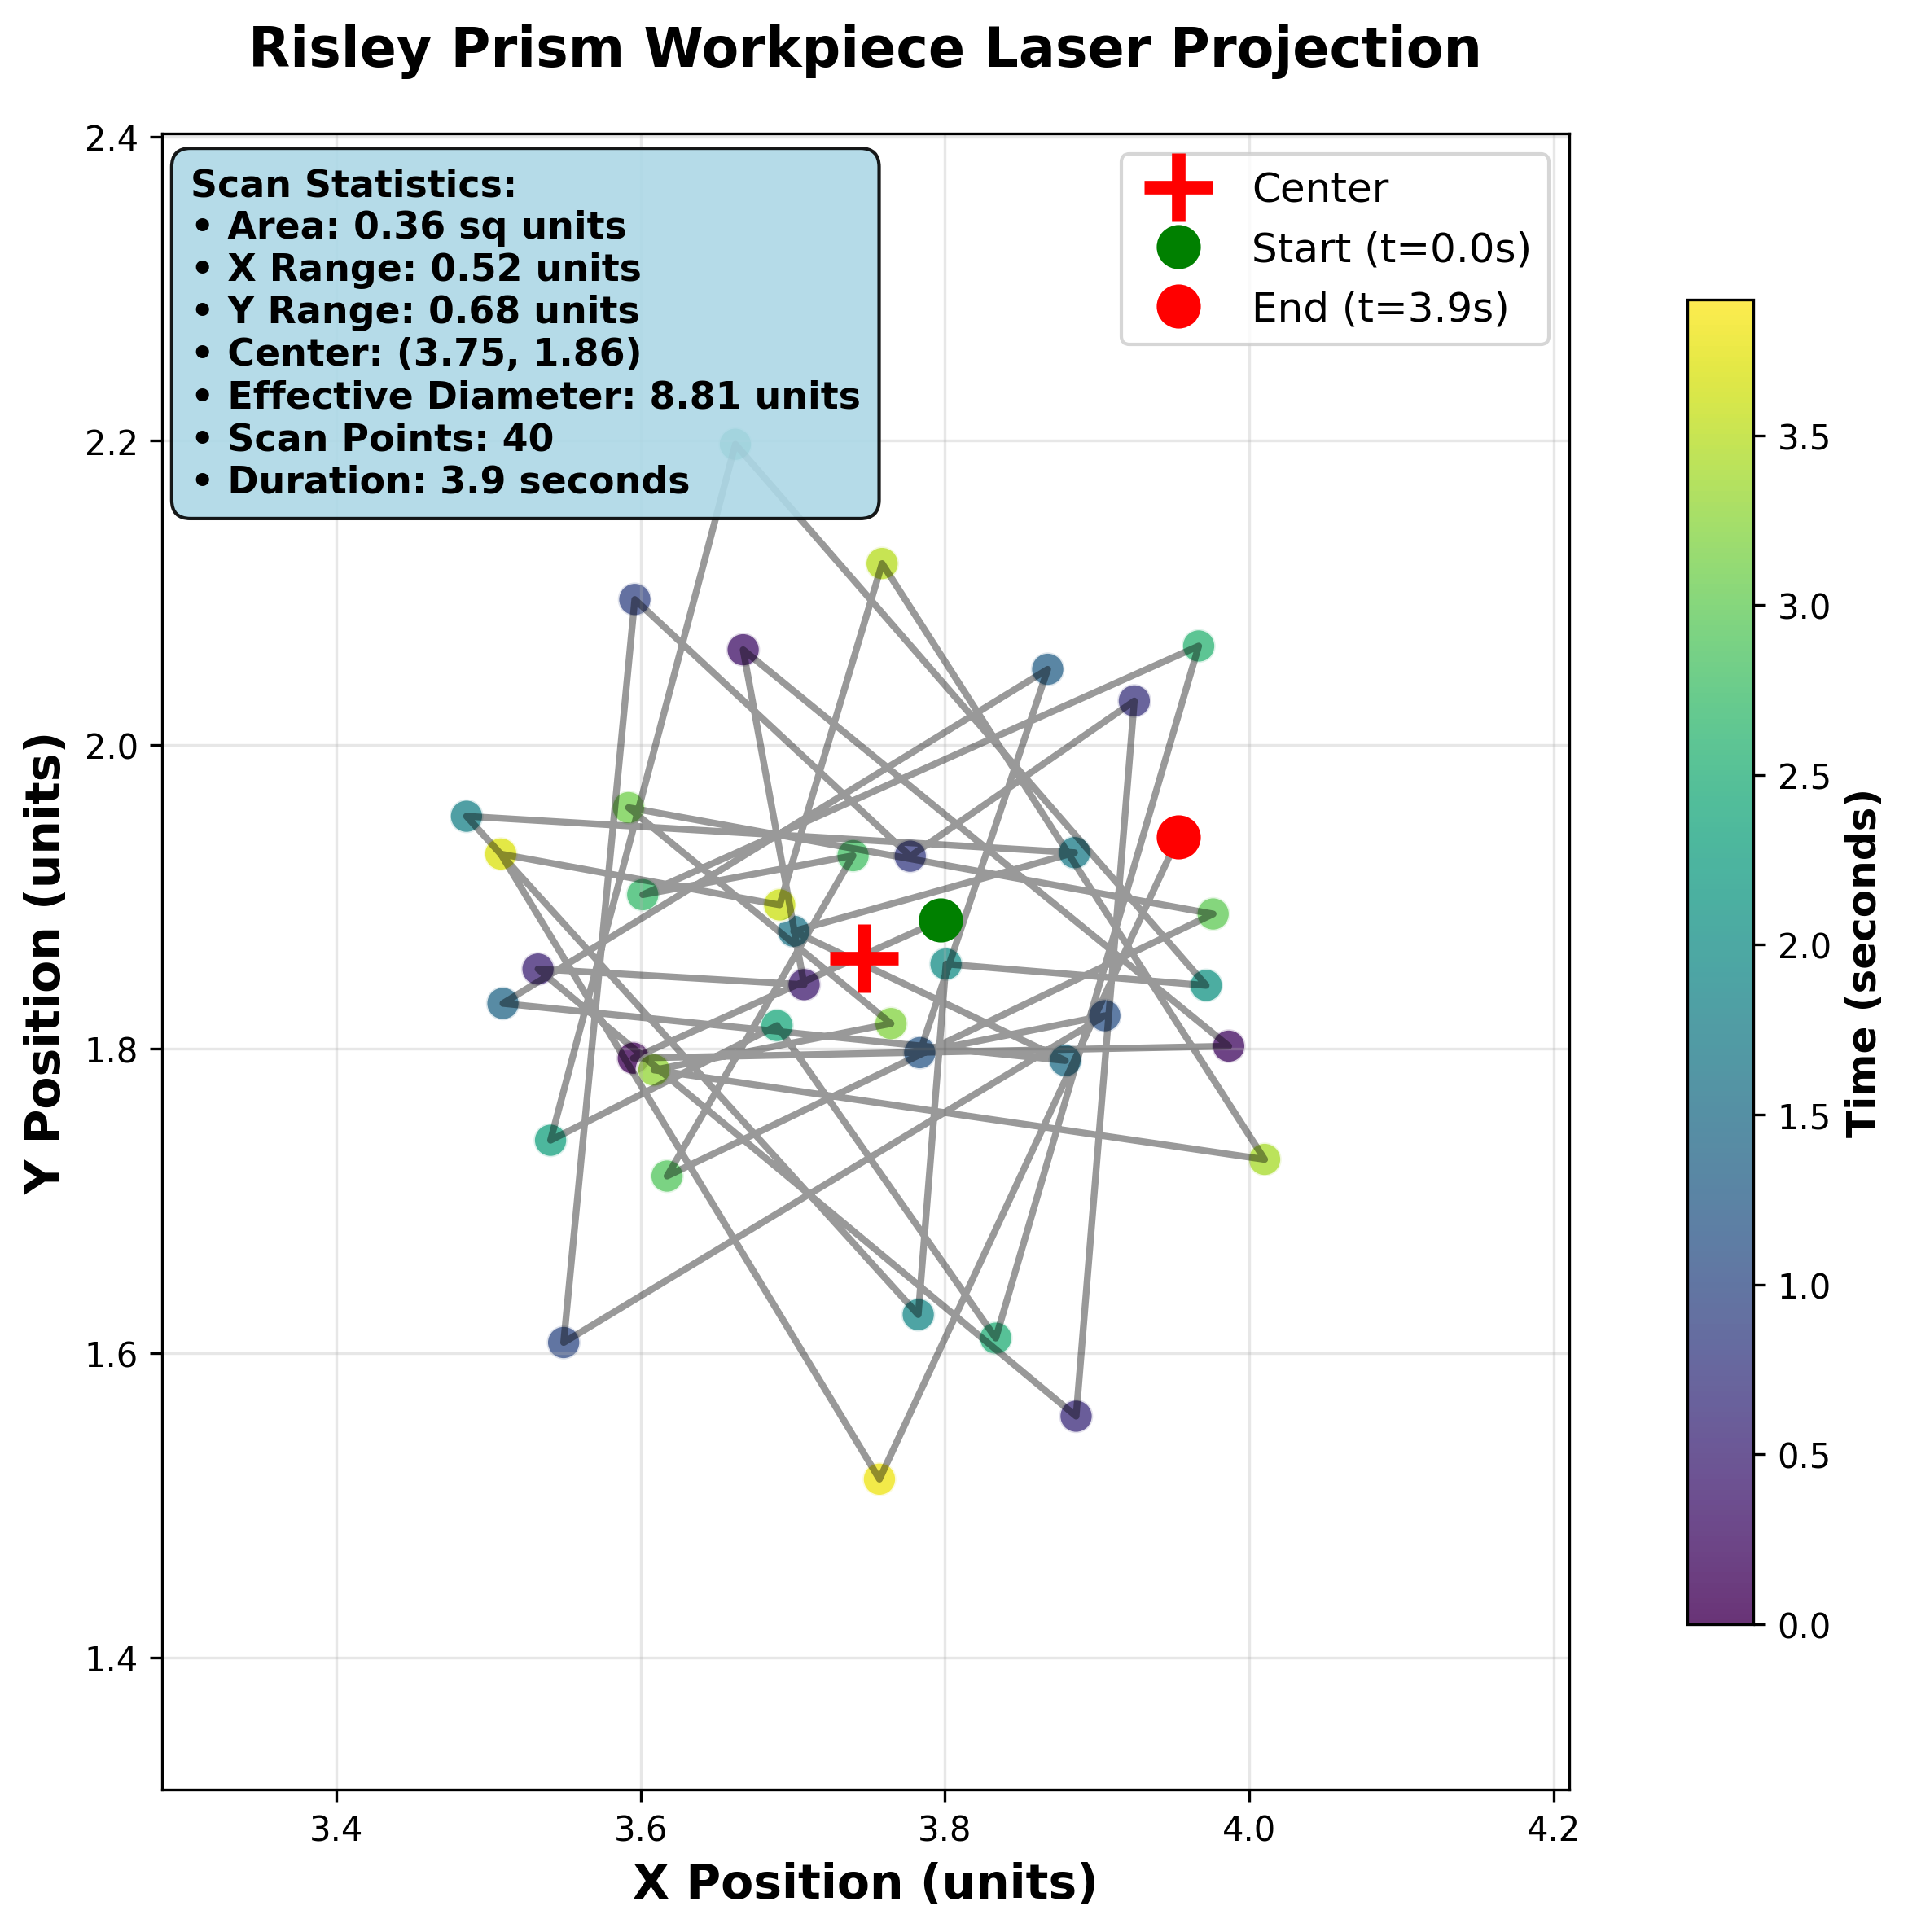 Risley Prism Workpiece Laser Projection
Scan Statistics:
• Area: 0.36 sq units
• X Range: 0.52 units
• Y Range: 0.68 units
• Center: (3.75, 1.86)
• Effective Diameter: 8.81 units
• Scan Points: 40
• Duration: 3.9 seconds
Center
Start (t=0.0s)
End (t=3.9s)
2.4
2.2
2.0
1.8
1.6
1.4
Y Position (units)
3.4
3.6
3.8
4.0
4.2
X Position (units)
3.5
3.0
2.5
2.0
1.5
1.0
0.5
0.0
Time (seconds)